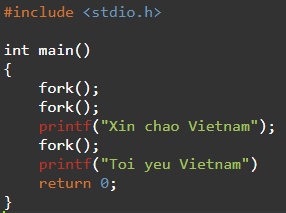 #include <stdio.h>
int main()
{
    fork();
    fork();
    printf("Xin chao Vietnam");
    fork();
    printf("Toi yeu Vietnam")
    return 0;
}